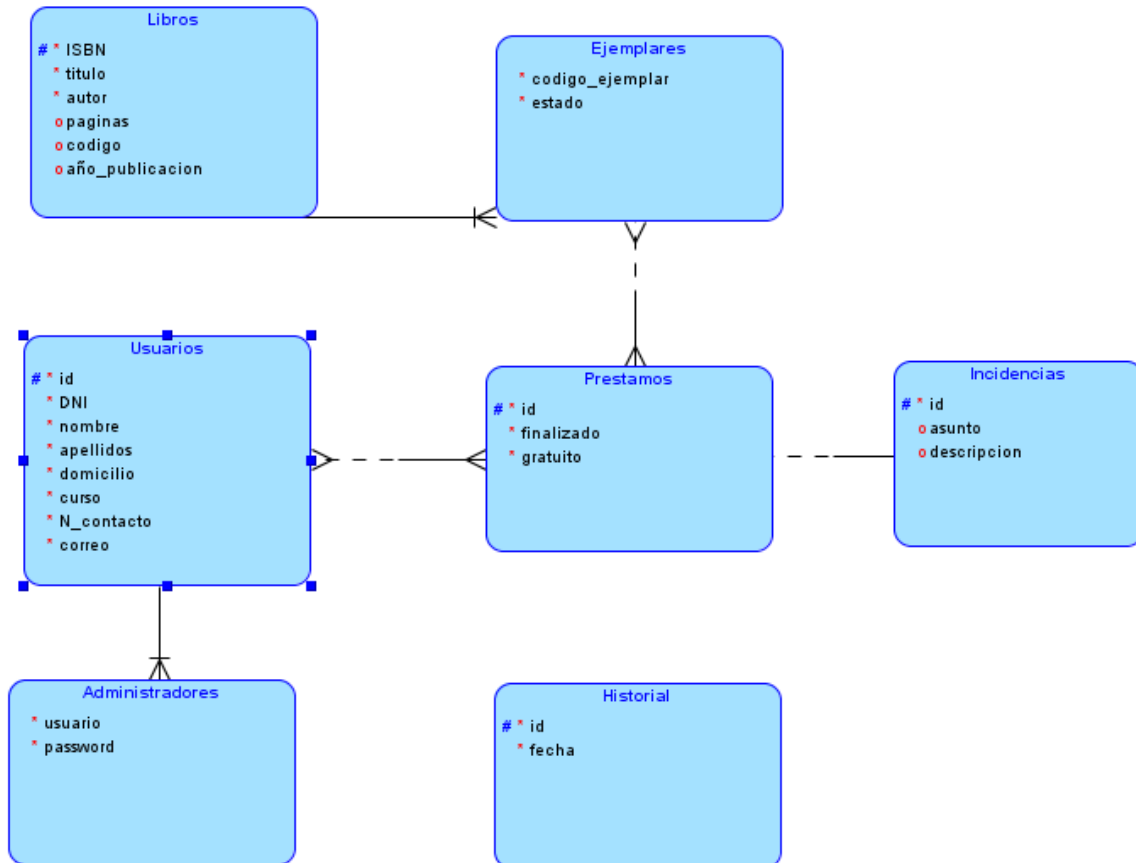 Libros
# * ISBN
* titulo
* autor
o paginas
o codigo
o año_publicacion
Ejemplares
* codigo_ejemplar
* estado
Usuarios
# * id
* DNI
* nombre
* apellidos
* domicilio
* curso
* N_contacto
* correo
Prestamos
# * id
* finalizado
* gratuito
Incidencias
# * id
o asunto
o descripcion
Administradores
* usuario
* password
Historial
# * id
* fecha